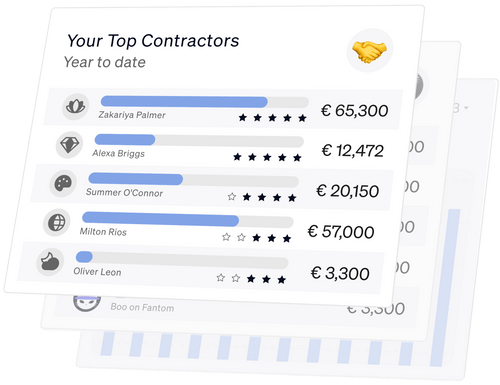 Your Top Contractors
Year to date
Zakariya Palmer
€ 65,300
Alexa Briggs
€ 12,472
Summer O'Connor
€ 20,150
Milton Rios
€ 57,000
Oliver Leon
€ 3,300
Boo on Fantom
€ 3,300